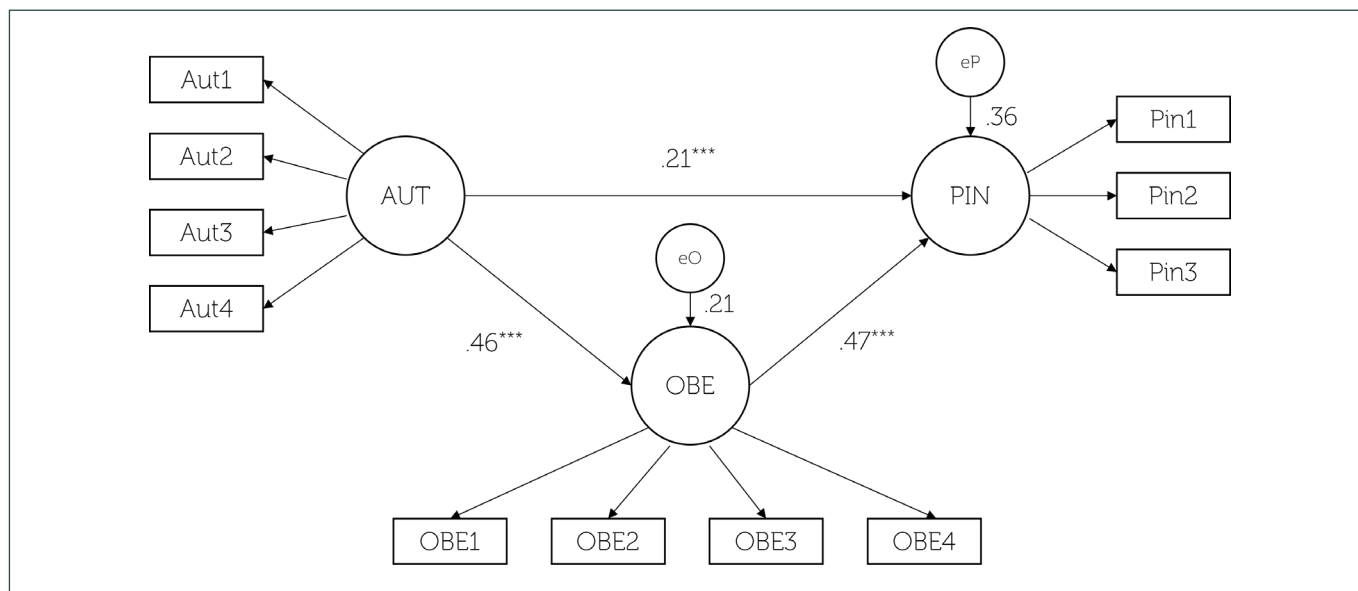 Aut1
Aut2
Aut3
Aut4
AUT
.21***
.46***
eO
.21
OBE
.47***
eP
.36
PIN
Pin1
Pin2
Pin3
OBE1
OBE2
OBE3
OBE4